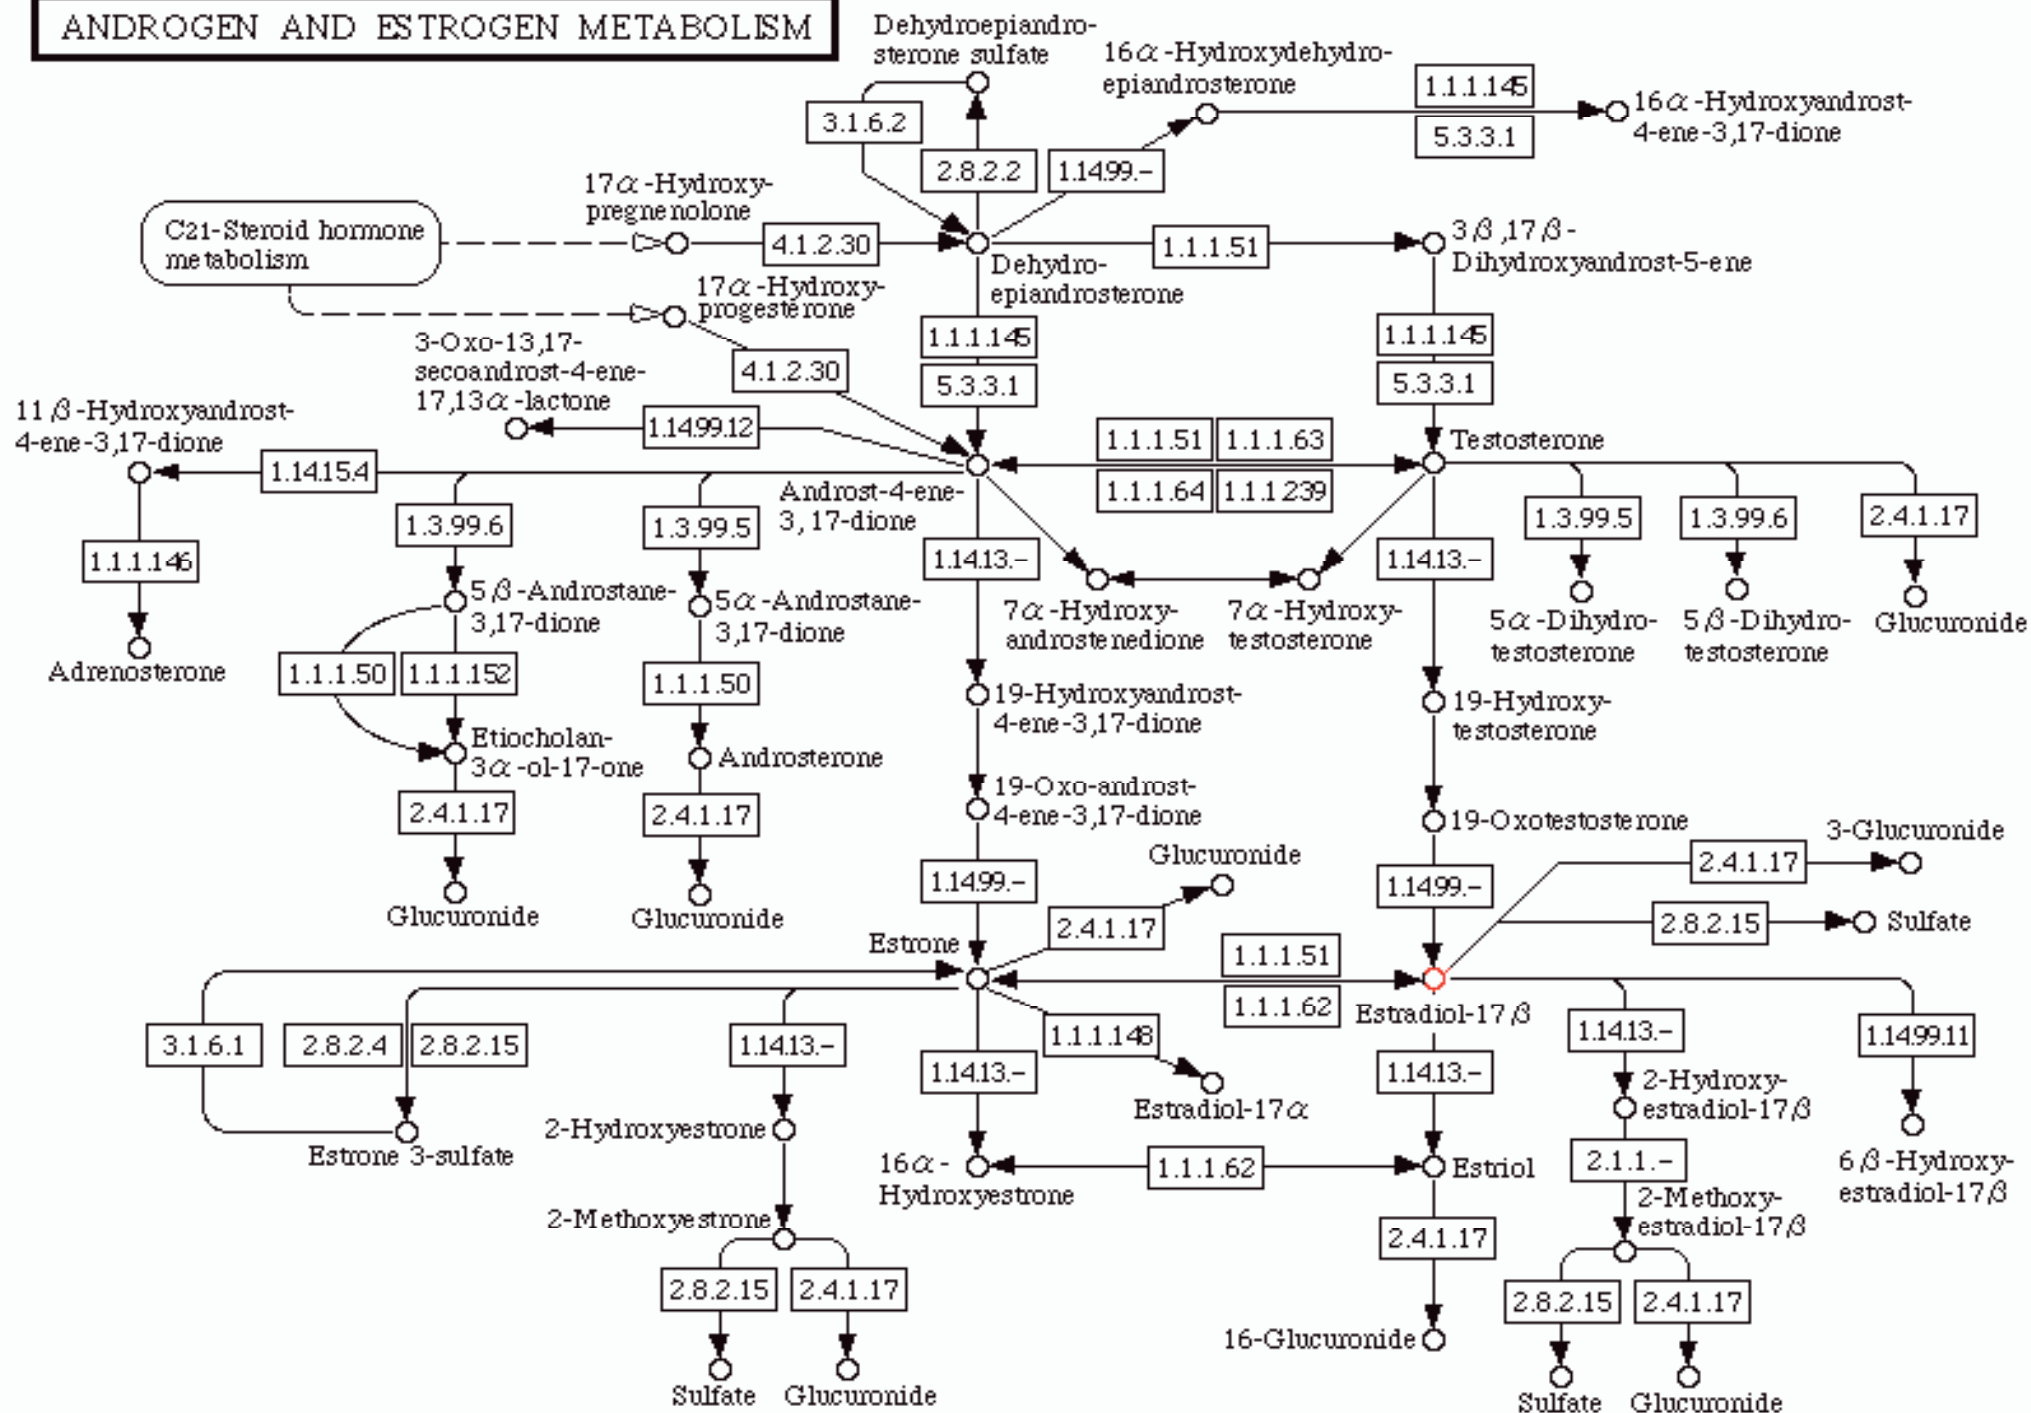 ANDROGEN AND ESTROGEN METABOLISM
Dehydroepiandro-
sterone sulfate
16α-Hydroxydehydro-
epiandrosterone
1.1.1.145
5.3.3.1
16α-Hydroxyandrost-
4-ene-3,17-dione
3.1.6.2
2.8.2.2
1.14.99.-
17α-Hydroxy-
pregnenolone
C21-Steroid hormone
metabolism
4.1.2.30
1.1.1.51
3β,17β-
Dihydroxyandrost-5-ene
Dehydro-
epiandrosterone
17α-Hydroxy-
progesterone
3-Oxo-13,17-
secoandrost-4-ene-
17,13α-lactone
4.1.2.30
1.1.1.145
5.3.3.1
1.1.1.145
5.3.3.1
11β-Hydroxyandrost-
4-ene-3,17-dione
1.14.99.12
1.1.1.51
1.1.1.63
Testosterone
1.14.15.4
Androst-4-ene-
3,17-dione
1.1.1.64
1.1.1.239
1.3.99.6
1.3.99.5
1.3.99.5
1.3.99.6
2.4.1.17
1.1.1.146
1.14.13.-
1.14.13.-
5β-Androstane-
3,17-dione
5α-Androstane-
3,17-dione
7α-Hydroxy-
androstenedione
7α-Hydroxy-
testosterone
5α-Dihydro-
testosterone
5β-Dihydro-
testosterone
Glucuronide
Adrenosterone
1.1.1.50
1.1.1.152
1.1.1.50
19-Hydroxyandrost-
4-ene-3,17-dione
19-Hydroxy-
testosterone
Etiocholan-
3α-ol-17-one
Androsterone
19-Oxo-androst-
4-ene-3,17-dione
19-Oxotestosterone
2.4.1.17
2.4.1.17
3-Glucuronide
2.4.1.17
Glucuronide
1.14.99.-
1.14.99.-
Glucuronide
Glucuronide
2.4.1.17
2.8.2.15
Sulfate
Estrone
1.1.1.51
1.1.1.62
Estradiol-17β
3.1.6.1
2.8.2.4
2.8.2.15
1.14.13.-
1.1.1.148
1.14.13.-
1.14.13.-
1.14.13.-
1.14.99.11
Estradiol-17α
2-Hydroxy-
estradiol-17β
2-Hydroxyestrone
Estrone 3-sulfate
16α-
Hydroxyestrone
1.1.1.62
Estriol
2.1.1.-
6β-Hydroxy-
estradiol-17β
2-Methoxyestrone
2-Methoxy-
estradiol-17β
2.4.1.17
2.8.2.15
2.4.1.17
2.8.2.15
2.4.1.17
16-Glucuronide
Sulfate
Glucuronide
Sulfate
Glucuronide